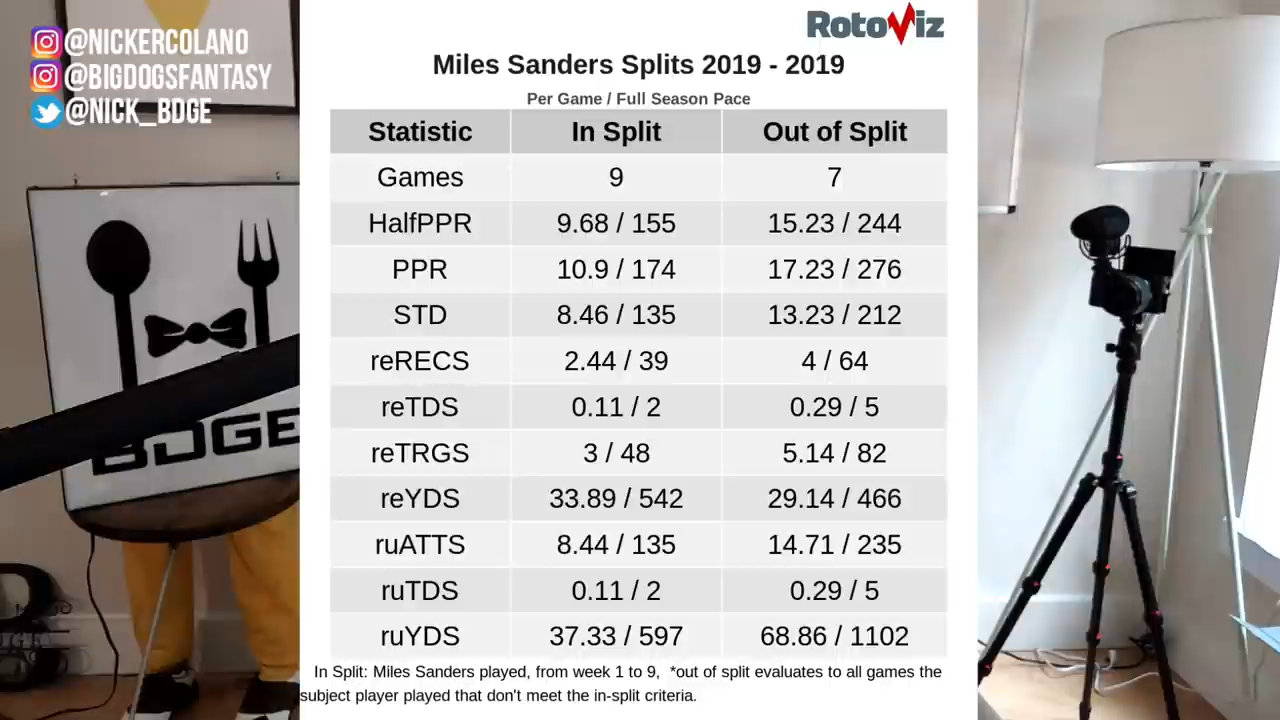 @NICKERCOLANO
@BIGDOGSFANTASY
@NICK_BDGE
BDGE
RotoViz
Miles Sanders Splits 2019 - 2019
Per Game / Full Season Pace
Statistic In Split Out of Split
Games 9 7
HalfPPR 9.68 / 155 15.23 / 244
PPR 10.9 / 174 17.23 / 276
STD 8.46 / 135 13.23 / 212
reRECS 2.44 / 39 4 / 64
reTDS 0.11 / 2 0.29 / 5
reTRGS 3 / 48 5.14 / 82
reYDS 33.89 / 542 29.14 / 466
ruATTS 8.44 / 135 14.71 / 235
ruTDS 0.11 / 2 0.29 / 5
ruYDS 37.33 / 597 68.86 / 1102
In Split: Miles Sanders played, from week 1 to 9, *out of split evaluates to all games the
subject player played that don't meet the in-split criteria.